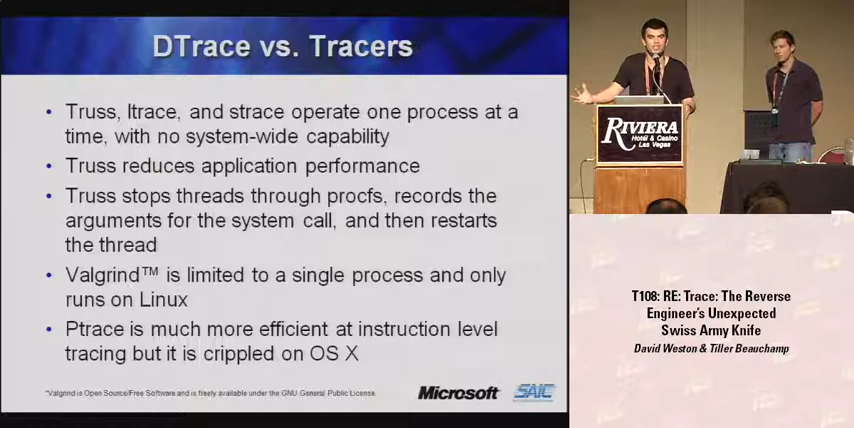 DTrace vs. Tracers
• Truss, ltrace, and strace operate one process at a
time, with no system-wide capability
• Truss reduces application performance
• Truss stops threads through procfs, records the
arguments for the system call, and then restarts
the thread
• Valgrind™ is limited to a single process and only
runs on Linux
• Ptrace is much more efficient at instruction level
tracing but it is crippled on OS X
*Valgrind is Open Source/Free Software and is freely available under the GNU General Public License.
Microsoft
SAIC
RIVIERA
Hotel & Casino
Las Vegas
T108: RE: Trace: The Reverse
Engineer's Unexpected
Swiss Army Knife
David Weston & Tiller Beauchamp